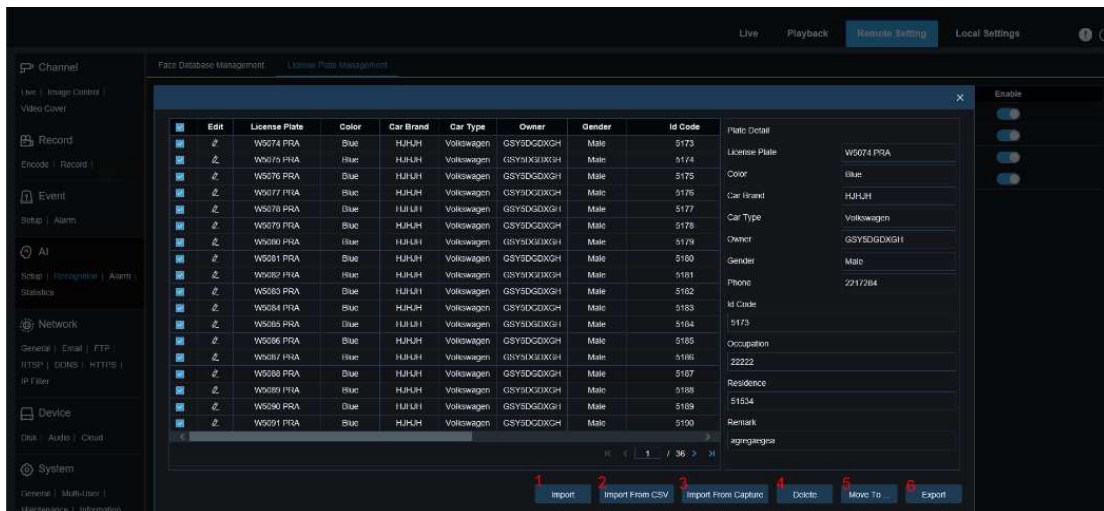 Live Playback Remote Setting Local Settings
Channel
Live | Image Control |
Video Cover
Record
Encode | Record |
Event
Setup | Alarm
AI
Setup | Recognition | Alarm |
Statistics
Network
General | Email | FTP |
RTSP | DDNS | HTTPS |
IP Filter
Device
Disk | Audio | Cloud
System
General | Multi-User |
Maintenance | Information
Face Database Management License Plate Management
Enable
Edit License Plate Color Car Brand Car Type Owner Gender Id Code
W5074 PRA Blue HJHJH Volkswagen GSY5DGDXGH Male 5173
W5075 PRA Blue HJHJH Volkswagen GSY5DGDXGH Male 5174
W5076 PRA Blue HJHJH Volkswagen GSY5DGDXGH Male 5175
W5077 PRA Blue HJHJH Volkswagen GSY5DGDXGH Male 5176
W5078 PRA Blue HJHJH Volkswagen GSY5DGDXGH Male 5177
W5079 PRA Blue HJHJH Volkswagen GSY5DGDXGH Male 5178
W5080 PRA Blue HJHJH Volkswagen GSY5DGDXGH Male 5179
W5081 PRA Blue HJHJH Volkswagen GSY5DGDXGH Male 5180
W5082 PRA Blue HJHJH Volkswagen GSY5DGDXGH Male 5181
W5083 PRA Blue HJHJH Volkswagen GSY5DGDXGH Male 5182
W5084 PRA Blue HJHJH Volkswagen GSY5DGDXGH Male 5183
W5085 PRA Blue HJHJH Volkswagen GSY5DGDXGH Male 5184
W5086 PRA Blue HJHJH Volkswagen GSY5DGDXGH Male 5185
W5087 PRA Blue HJHJH Volkswagen GSY5DGDXGH Male 5186
W5088 PRA Blue HJHJH Volkswagen GSY5DGDXGH Male 5187
W5089 PRA Blue HJHJH Volkswagen GSY5DGDXGH Male 5188
W5090 PRA Blue HJHJH Volkswagen GSY5DGDXGH Male 5189
W5091 PRA Blue HJHJH Volkswagen GSY5DGDXGH Male 5190
1 / 36
Plate Detail
License Plate W5074 PRA
Color Blue
Car Brand HJHJH
Car Type Volkswagen
Owner GSY5DGDXGH
Gender Male
Phone 2217284
Id Code
5173
Occupation
22222
Residence
51534
Remark
agregaegea
1 2 3 4 5 6
Import Import From CSV Import From Capture Delete Move To ... Export